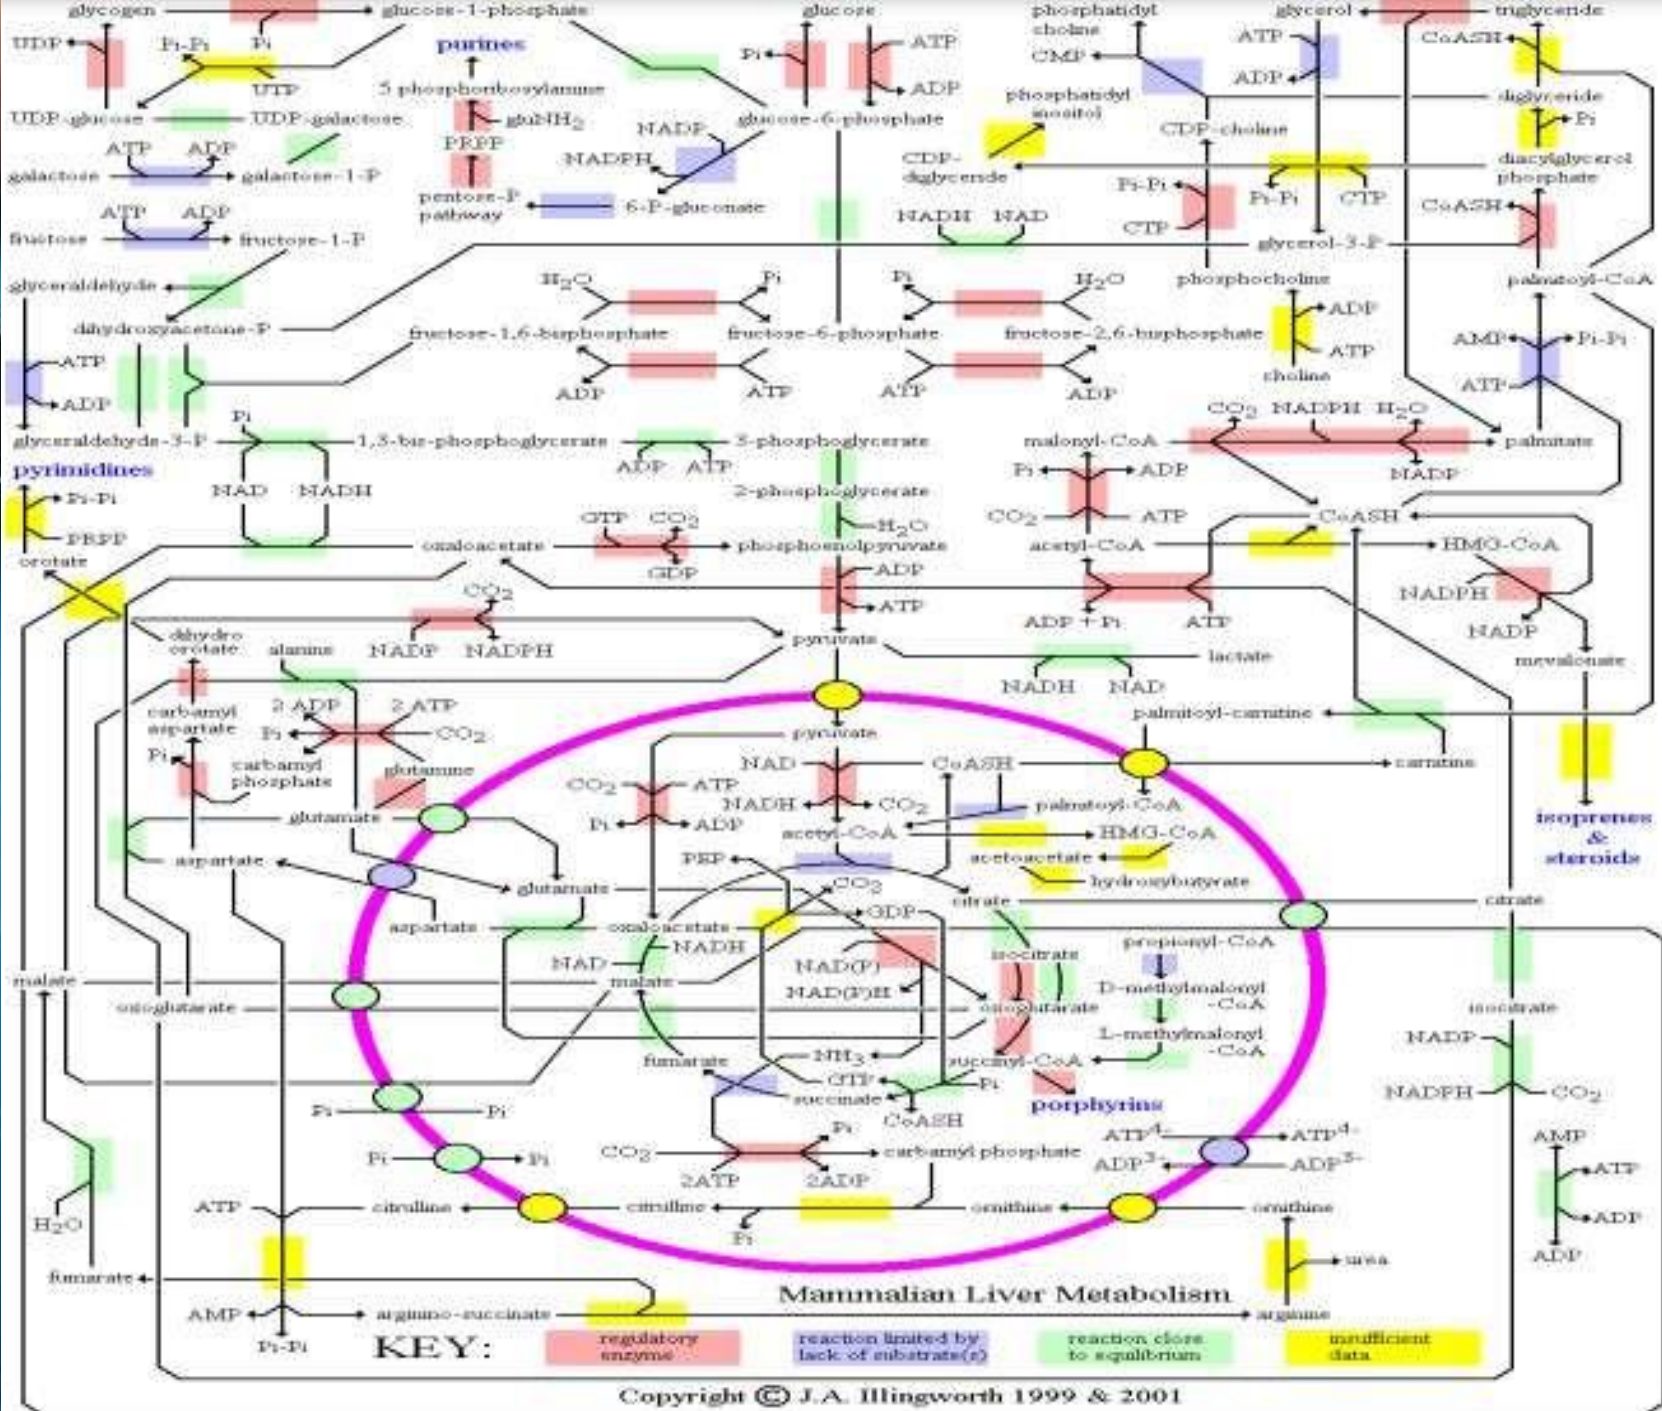 glycogen
glucose-1-phosphate
glucose
phosphatidyl
choline
glycerol
triglyceride
UDP
Pi-Pi
Pi
purines
Pi
ATP
CMP
ATP
CoASH
UTP
5 phosphoribosylamine
ADP
ADP
UDP-glucose
UDP-galactose
gluNH2
glucose-6-phosphate
phosphatidyl
inositol
diglyceride
Pi
ATP
ADP
PRPP
NADP
NADPH
CDP-choline
CDP-
diglyceride
diacylglycerol
phosphate
galactose
galactose-1-P
Pi-Pi
Pi-Pi
CTP
CoASH
pentose-P
pathway
6-P-gluconate
ATP
ADP
NADH
NAD
CTP
fructose
fructose-1-P
glycerol-3-P
glyceraldehyde
H2O
Pi
Pi
H2O
phosphocholine
palmitoyl-CoA
dihydroxyacetone-P
fructose-1,6-bisphosphate
fructose-6-phosphate
fructose-2,6-bisphosphate
ADP
ATP
choline
AMP
Pi-Pi
ATP
ATP
ADP
ADP
ATP
ATP
ADP
Pi
CO2
NADPH
H2O
glyceraldehyde-3-P
1,3-bis-phosphoglycerate
3-phosphoglycerate
malonyl-CoA
palmitate
pyrimidines
ADP
ATP
Pi
ADP
NADP
Pi-Pi
NAD
NADH
2-phosphoglycerate
PRPP
GTP
CO2
H2O
CO2
ATP
CoASH
orotate
oxaloacetate
phosphoenolpyruvate
acetyl-CoA
HMG-CoA
GDP
ADP
ATP
NADPH
CO2
ADP + Pi
ATP
NADP
dihydro
orotate
alanine
NADP
NADPH
pyruvate
lactate
mevalonate
NADH
NAD
carbamyl
aspartate
2 ADP
2 ATP
palmitoyl-carnitine
Pi
CO2
pyruvate
Pi
carbamyl
phosphate
glutamine
NAD
CoASH
carnitine
CO2
ATP
NADH
CO2
palmitoyl-CoA
glutamate
Pi
ADP
acetyl-CoA
HMG-CoA
isoprenes
&
steroids
aspartate
PEP
acetoacetate
glutamate
CO2
hydroxybutyrate
citrate
citrate
aspartate
oxaloacetate
GDP
NADH
propionyl-CoA
NAD
NAD(P)
isocitrate
malate
malate
NAD(P)H
D-methylmalonyl
-CoA
oxoglutarate
oxoglutarate
isocitrate
L-methylmalonyl
-CoA
NADP
fumarate
NH3
succinyl-CoA
GTP
Pi
NADPH
CO2
Pi
Pi
succinate
porphyrins
CoASH
Pi
Pi
CO2
Pi
carbamyl phosphate
ATP4-
ATP4-
ADP3-
ADP3-
AMP
ATP
2ATP
2ADP
H2O
ATP
citrulline
citrulline
ornithine
ornithine
ADP
Pi
ADP
fumarate
urea
Mammalian Liver Metabolism
AMP
arginino-succinate
arginine
Pi-Pi
KEY:
regulatory
enzyme
reaction limited by
lack of substrate(s)
reaction close
to equilibrium
insufficient
data
Copyright © J.A. Illingworth 1999 & 2001